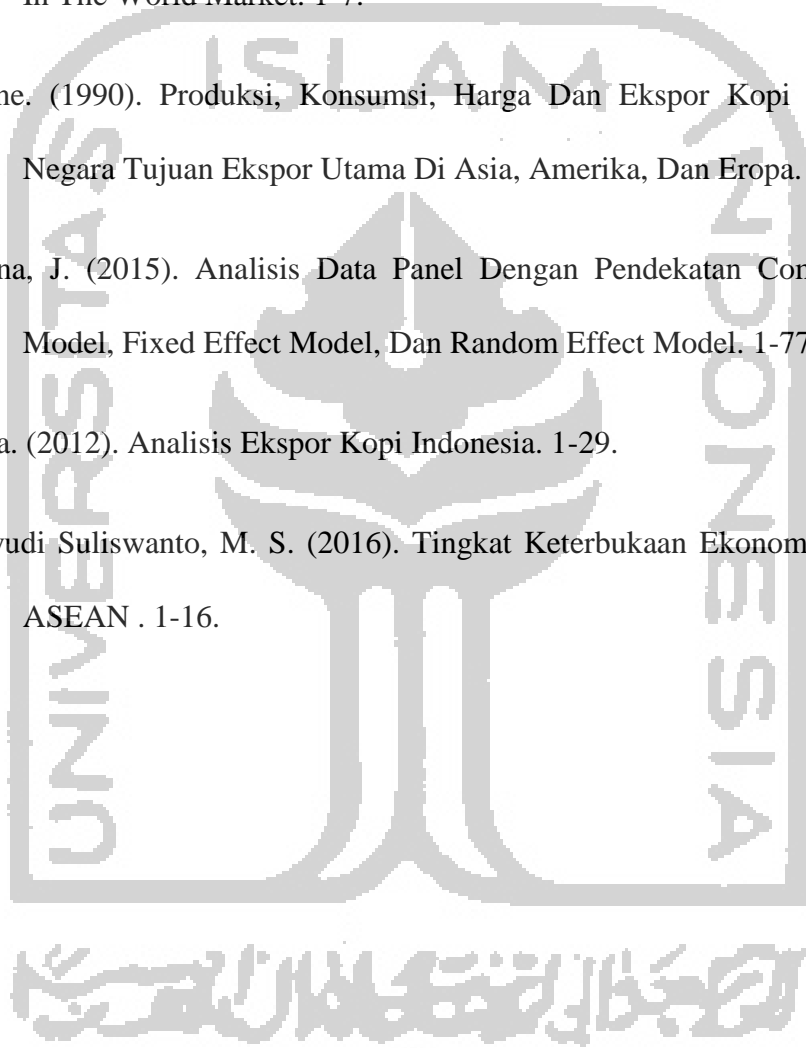 In The World Market. 1-7.
ne. (1990). Produksi, Konsumsi, Harga Dan Ekspor Kopi
Negara Tujuan Ekspor Utama Di Asia, Amerika, Dan Eropa.
na, J. (2015). Analisis Data Panel Dengan Pendekatan Con
Model, Fixed Effect Model, Dan Random Effect Model. 1-77
a. (2012). Analisis Ekspor Kopi Indonesia. 1-29.
yudi Suliswanto, M. S. (2016). Tingkat Keterbukaan Ekonom
ASEAN . 1-16.
UNIVERSITAS
ISLAM
INDONESIA